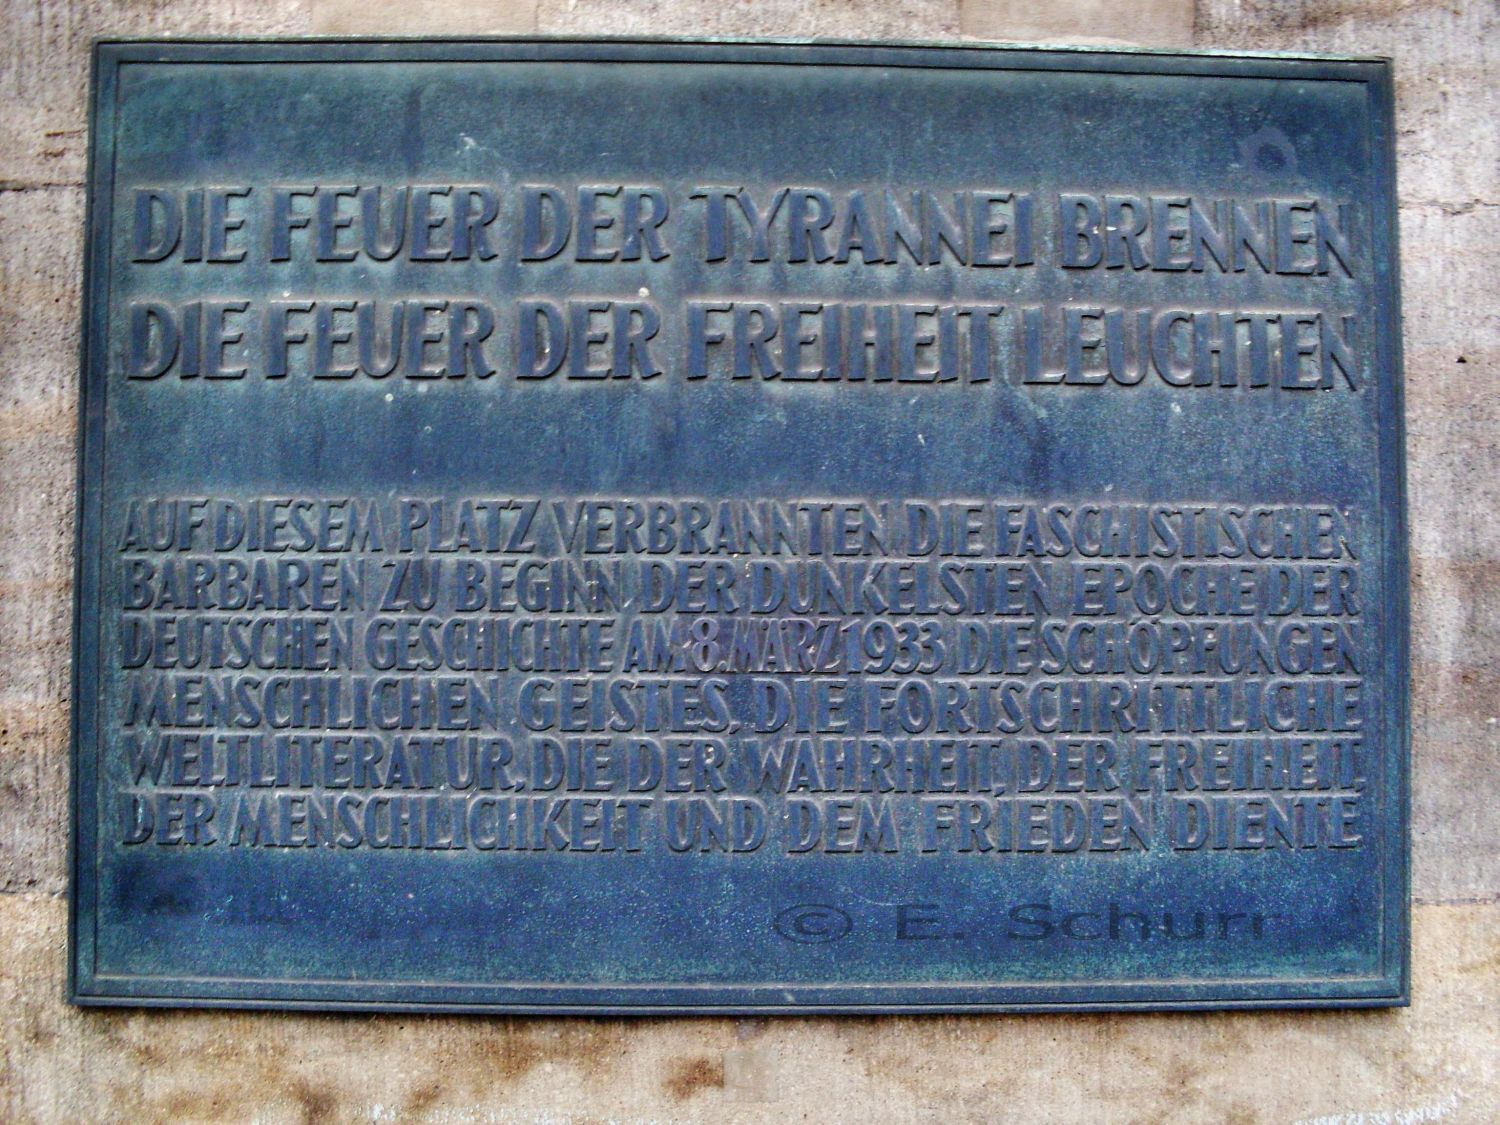 DIE FEUER DER TYRANNEN BRENNEN
DIE FEUER DER FREIHEIT LEUCHTEN
AUF DIESEM PLATZ VERBRANNTEN DIE FASCHISTISCHEN
BARBAREN ZU BEGINN DER DUNKELSTEN EPOCHE DER
DEUTSCHEN GESCHICHTE AM 8. MÄRZ 1933 DIE SCHÖPFUNGEN
MENSCHLICHEN GEISTES, DIE FORTSCHRITTLICHE
WELTLITERATUR, DIE DER WAHRHEIT, DER FREIHEIT,
DER MENSCHLICHKEIT UND DEM FRIEDEN DIENTE
© E. Schurr